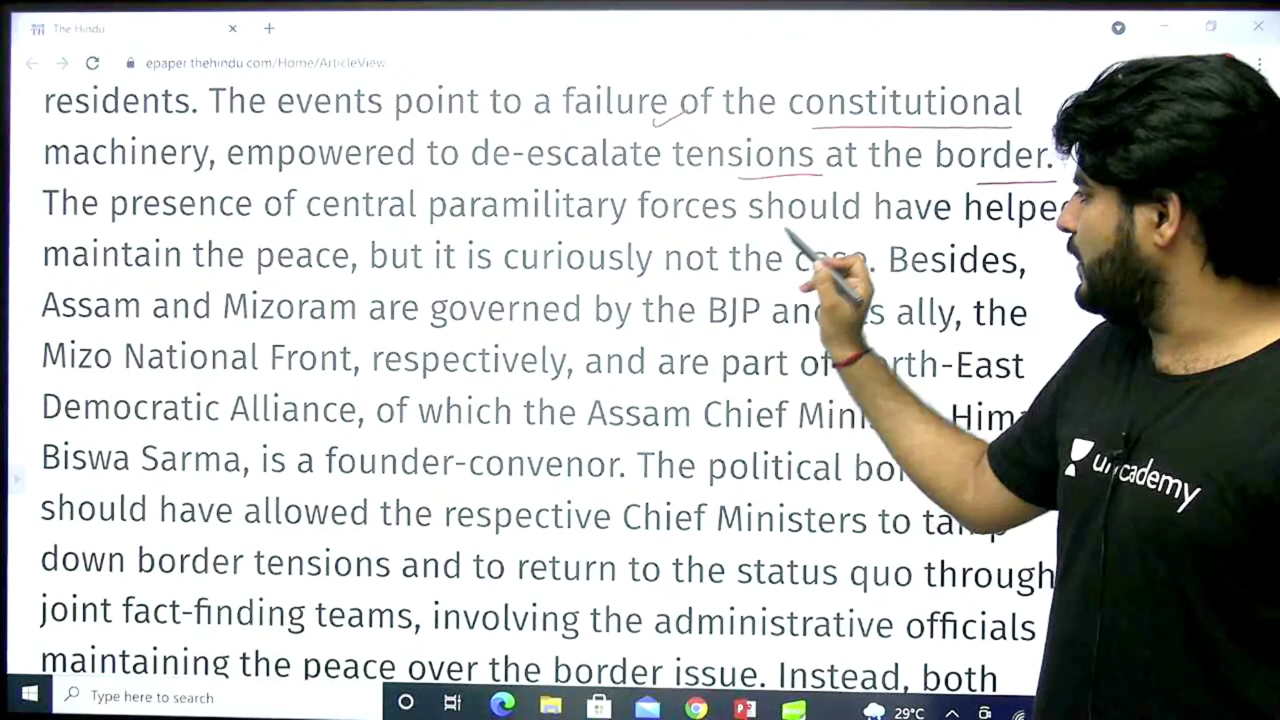 The Hindu
epaper.thehindu.com/Home/ArticleView
residents. The events point to a failure of the constitutional
machinery, empowered to de-escalate tensions at the border.
The presence of central paramilitary forces should have helpe
maintain the peace, but it is curiously not the case. Besides,
Assam and Mizoram are governed by the BJP and its ally, the
Mizo National Front, respectively, and are part of North-East
Democratic Alliance, of which the Assam Chief Mini Hima
Biswa Sarma, is a founder-convenor. The political bo
should have allowed the respective Chief Ministers to ta p
down border tensions and to return to the status quo through
joint fact-finding teams, involving the administrative officials
maintaining the peace over the border issue. Instead, both
unacademy
Type here to search
29°C